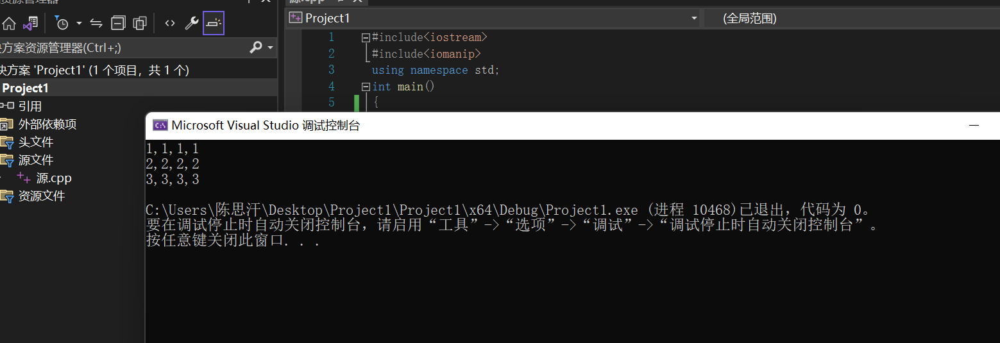 Project1
(全局范围)
方案资源管理器(Ctrl+;)
决方案 'Project1' (1 个项目，共 1 个)
Project1
引用
外部依赖项
头文件
源文件
++ 源.cpp
资源文件
1 #include<iostream>
2 #include<iomanip>
3 using namespace std;
4 int main()
5 {
Microsoft Visual Studio 调试控制台
1,1,1,1
2,2,2,2
3,3,3,3
C:\Users\陈思汗\Desktop\Project1\Project1\x64\Debug\Project1.exe (进程 10468)已退出，代码为 0。
要在调试停止时自动关闭控制台，请启用“工具”->“选项”->“调试”->“调试停止时自动关闭控制台”。
按任意键关闭此窗口. . .